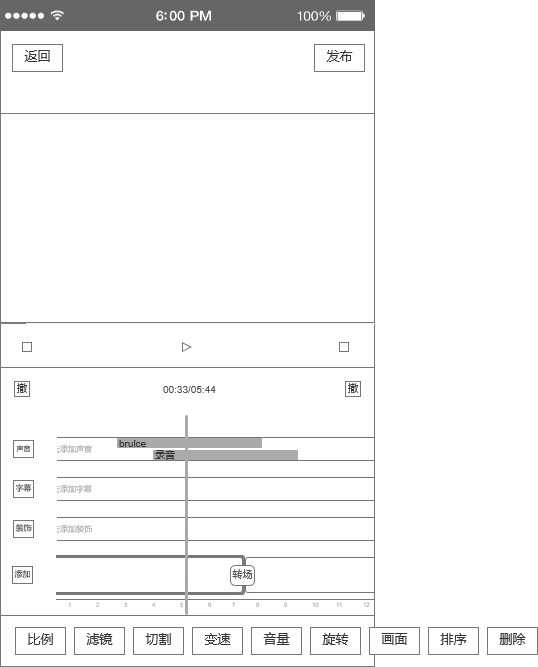 6:00 PM 100%
返回 发布
撤 00:33/05:44 撤
声音 击添加声音 brulce
录音
字幕 击添加字幕
装饰 击添加装饰
添加 转场
1 2 3 4 5 6 7 8 9 10 11 12
比例 滤镜 切割 变速 音量 旋转 画面 排序 删除